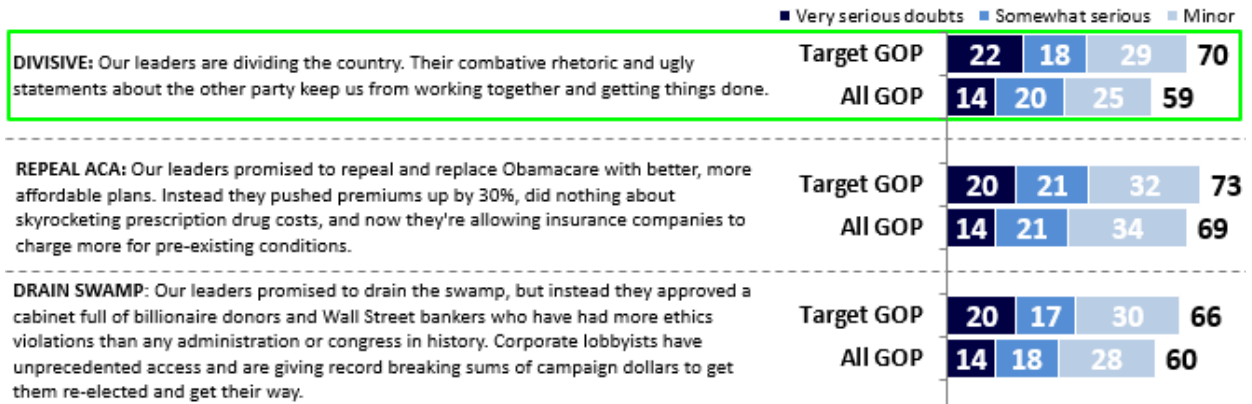 Very serious doubts Somewhat serious Minor
DIVISIVE: Our leaders are dividing the country. Their combative rhetoric and ugly
statements about the other party keep us from working together and getting things done.
Target GOP 22 18 29 70
All GOP 14 20 25 59
REPEAL ACA: Our leaders promised to repeal and replace Obamacare with better, more
affordable plans. Instead they pushed premiums up by 30%, did nothing about
skyrocketing prescription drug costs, and now they're allowing insurance companies to
charge more for pre-existing conditions.
Target GOP 20 21 32 73
All GOP 14 21 34 69
DRAIN SWAMP: Our leaders promised to drain the swamp, but instead they approved a
cabinet full of billionaire donors and Wall Street bankers who have had more ethics
violations than any administration or congress in history. Corporate lobbyists have
unprecedented access and are giving record breaking sums of campaign dollars to get
them re-elected and get their way.
Target GOP 20 17 30 66
All GOP 14 18 28 60